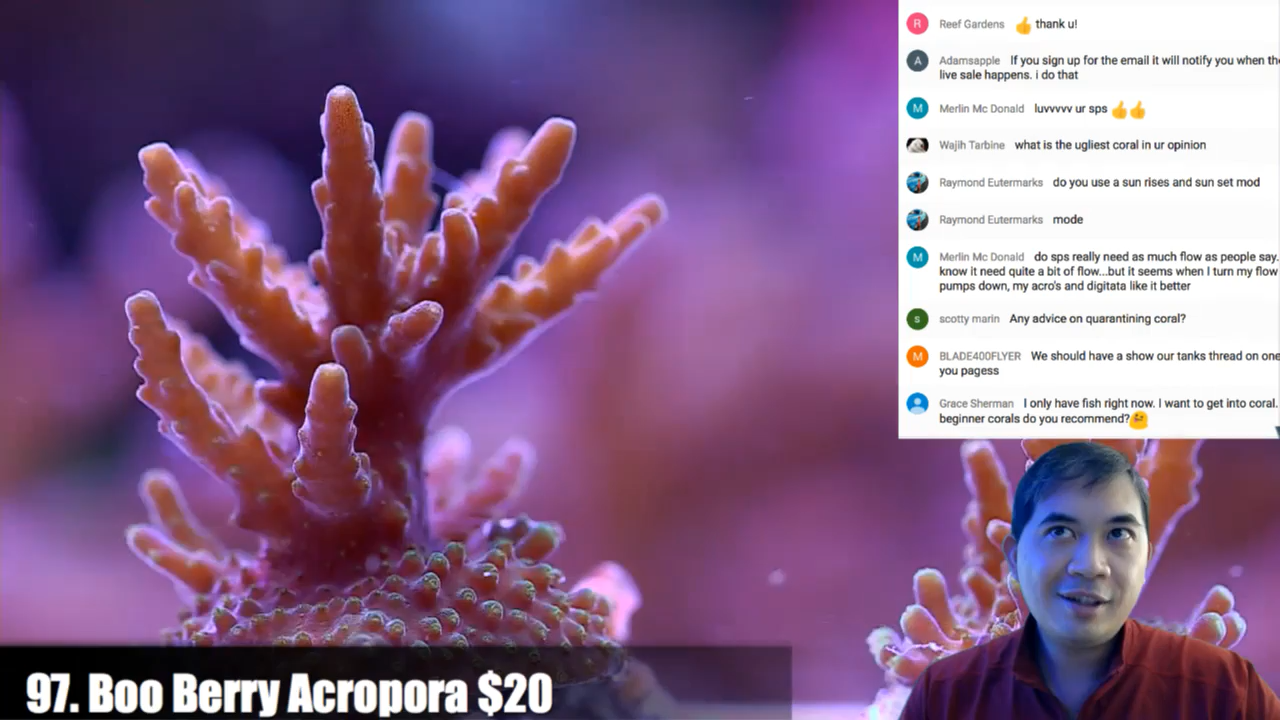 R Reef Gardens 👍 thank u!
A Adamsapple If you sign up for the email it will notify you when the
live sale happens. i do that
M Merlin Mc Donald luvvvvv ur sps 👍👍
Wajih Tarbine what is the ugliest coral in ur opinion
Raymond Eutermarks do you use a sun rises and sun set mod
Raymond Eutermarks mode
M Merlin Mc Donald do sps really need as much flow as people say.
know it need quite a bit of flow...but it seems when I turn my flow
pumps down, my acro's and digitata like it better
s scotty marin Any advice on quarantining coral?
M BLADE400FLYER We should have a show our tanks thread on one
you pagess
Grace Sherman I only have fish right now. I want to get into coral.
beginner corals do you recommend?
97. Boo Berry Acropora $20